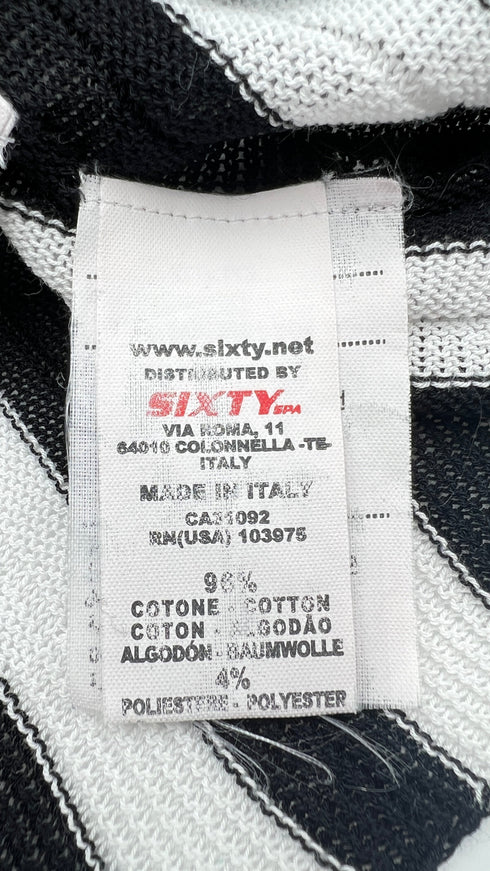 www.sixty.net
DISTRIBUTED BY
SIXTY SPA
VIA ROMA, 11
64010 COLONNELLA -TE-
ITALY
MADE IN ITALY
CA31092
RN(USA) 103975
96%
COTONE - COTTON
COTON - ALGODÃO
ALGODÓN - BAUMWOLLE
4%
POLIESTERE - POLYESTER